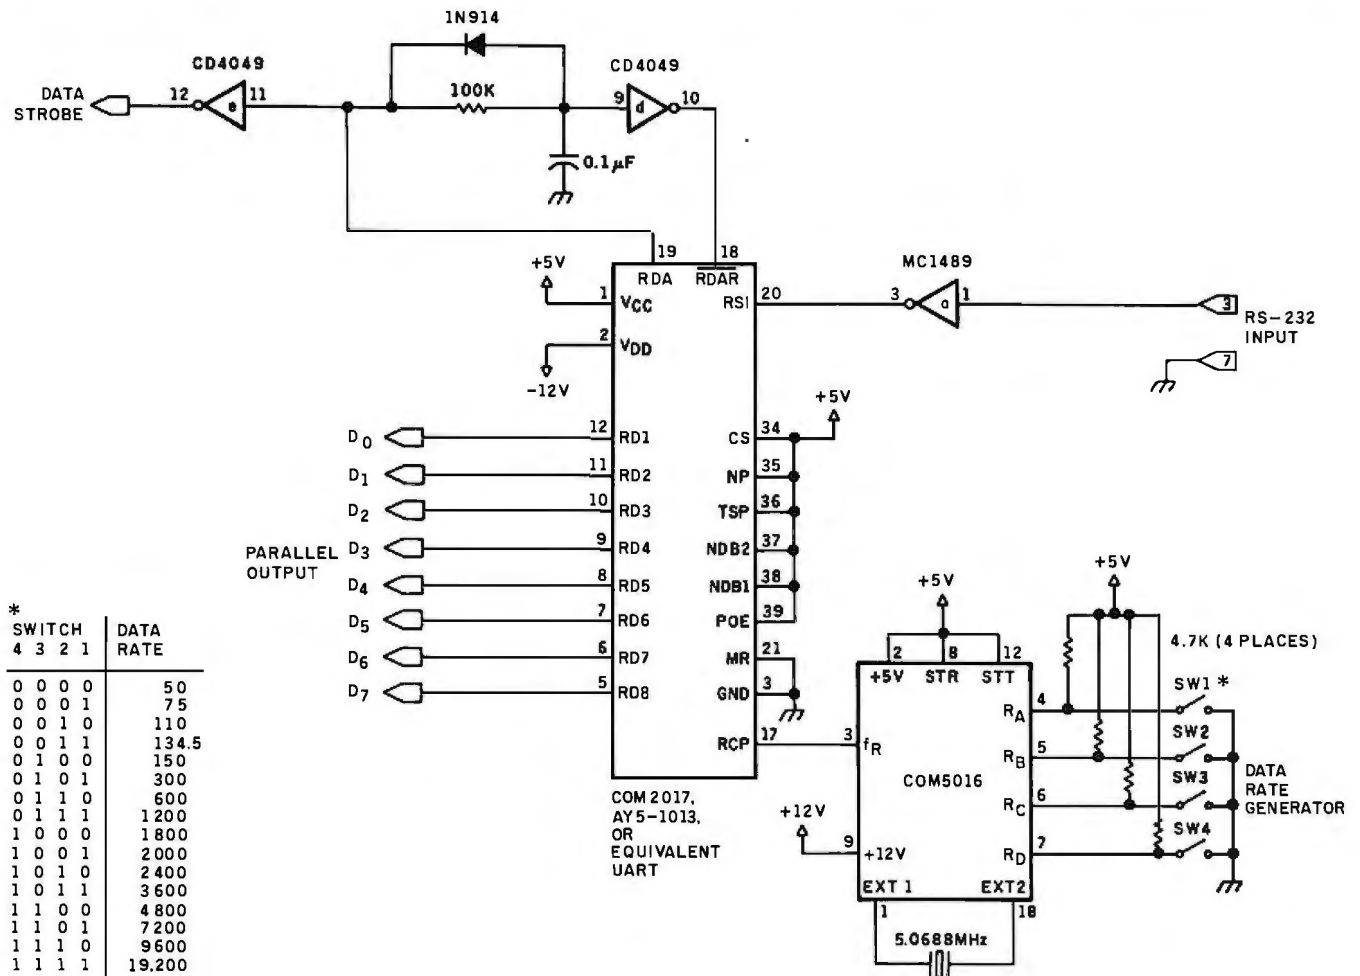 1N914
CD4049
DATA
STROBE
12
e
11
100K
CD4049
9
d
10
0.1µF
19
18
+5V
RDA
RDAR
MC1489
1
VCC
RSI
20
3
a
1
3
RS-232
INPUT
2
VDD
7
-12V
+5V
D0
12
RD1
CS
34
D1
11
RD2
NP
35
D2
10
RD3
TSP
36
PARALLEL
OUTPUT
D3
9
RD4
NDB2
37
D4
8
RD5
NDB1
38
D5
7
RD6
POE
39
D6
6
RD7
MR
21
D7
5
RD8
GND
3
RCP
17
COM2017,
AY5-1013,
OR
EQUIVALENT
UART
+5V
+5V
4.7K (4 PLACES)
2
8
12
+5V
STR
STT
RA
4
SW1*
3
fR
RB
5
SW2
COM5016
RC
6
SW3
DATA
RATE
GENERATOR
+12V
9
+12V
RD
7
SW4
EXT 1
EXT2
1
18
5.0688MHz
*
SWITCH DATA
4 3 2 1 RATE
0 0 0 0 50
0 0 0 1 75
0 0 1 0 110
0 0 1 1 134.5
0 1 0 0 150
0 1 0 1 300
0 1 1 0 600
0 1 1 1 1200
1 0 0 0 1800
1 0 0 1 2000
1 0 1 0 2400
1 0 1 1 3600
1 1 0 0 4800
1 1 0 1 7200
1 1 1 0 9600
1 1 1 1 19,200